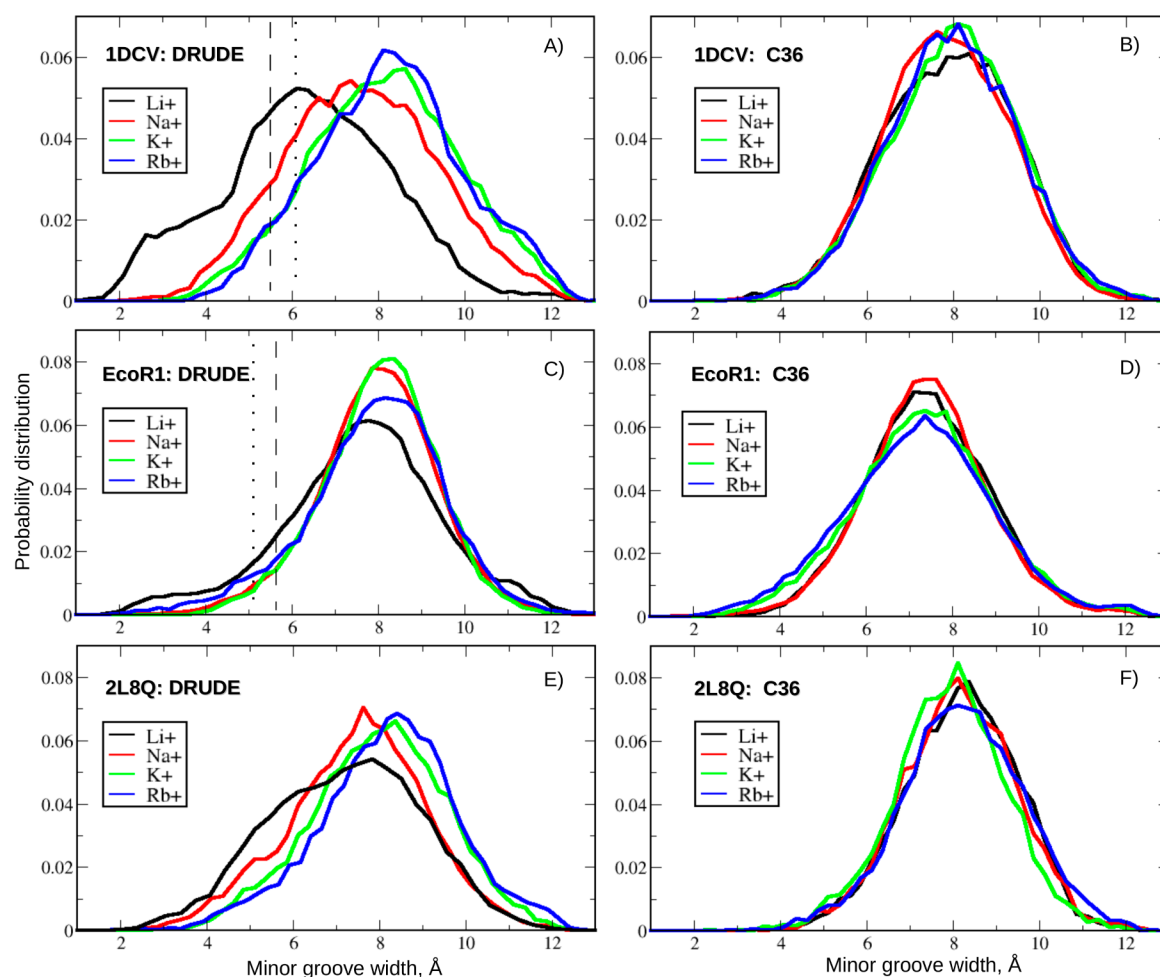 1DCV: DRUDE
A)
Li+
Na+
K+
Rb+
0.06
0.04
0.02
0
2 4 6 8 10 12
1DCV: C36
B)
Li+
Na+
K+
Rb+
0.06
0.04
0.02
0
2 4 6 8 10 12
EcoR1: DRUDE
C)
Li+
Na+
K+
Rb+
0.08
0.06
0.04
0.02
0
2 4 6 8 10 12
Probability distribution
EcoR1: C36
D)
Li+
Na+
K+
Rb+
0.08
0.06
0.04
0.02
0
2 4 6 8 10 12
2L8Q: DRUDE
E)
Li+
Na+
K+
Rb+
0.08
0.06
0.04
0.02
0
2 4 6 8 10 12
Minor groove width, Å
2L8Q: C36
F)
Li+
Na+
K+
Rb+
0.08
0.06
0.04
0.02
0
2 4 6 8 10 12
Minor groove width, Å